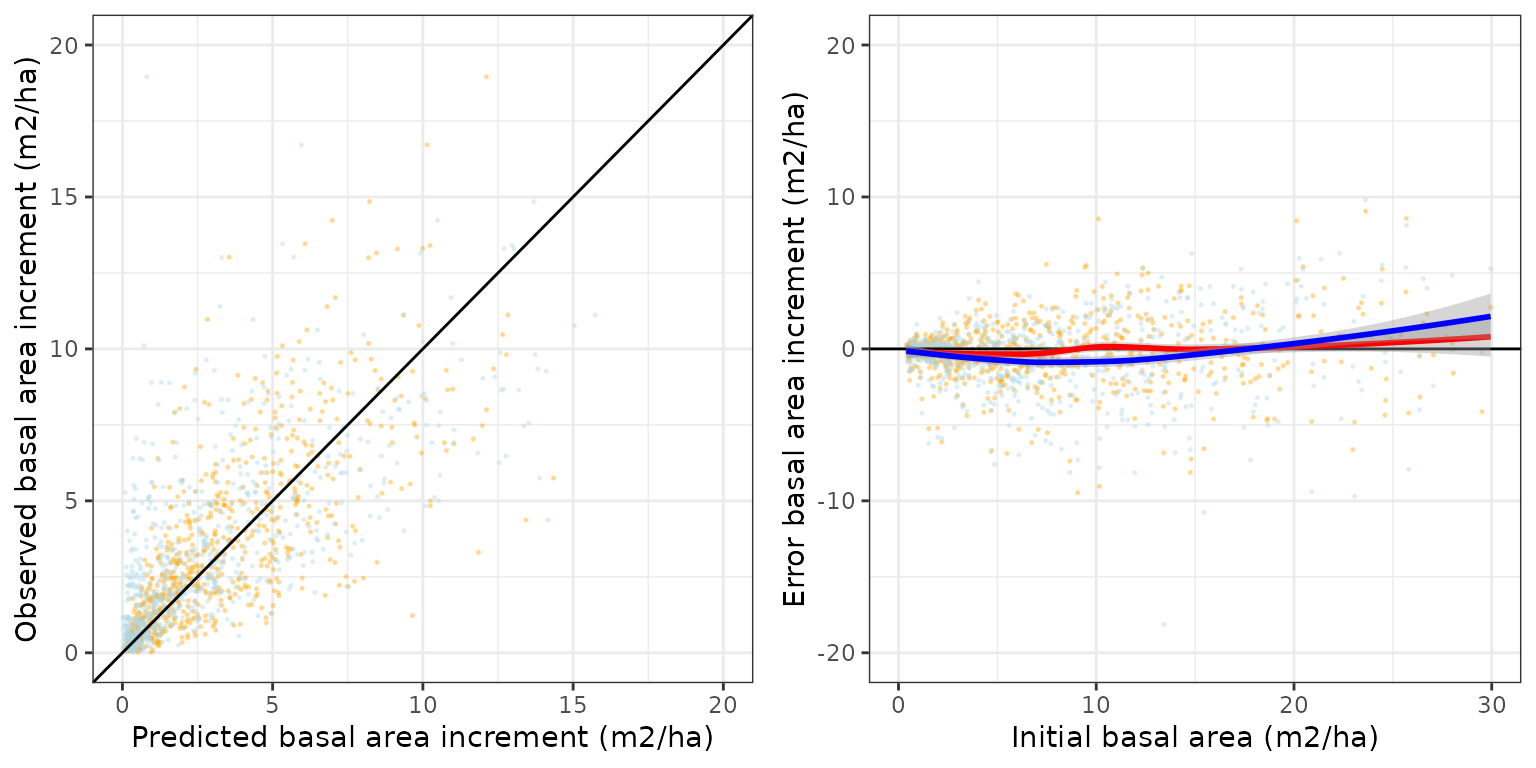 Observed basal area increment (m2/ha)
20
15
10
5
0
0 5 10 15 20
Predicted basal area increment (m2/ha)
Error basal area increment (m2/ha)
20
10
0
-10
-20
0 10 20 30
Initial basal area (m2/ha)